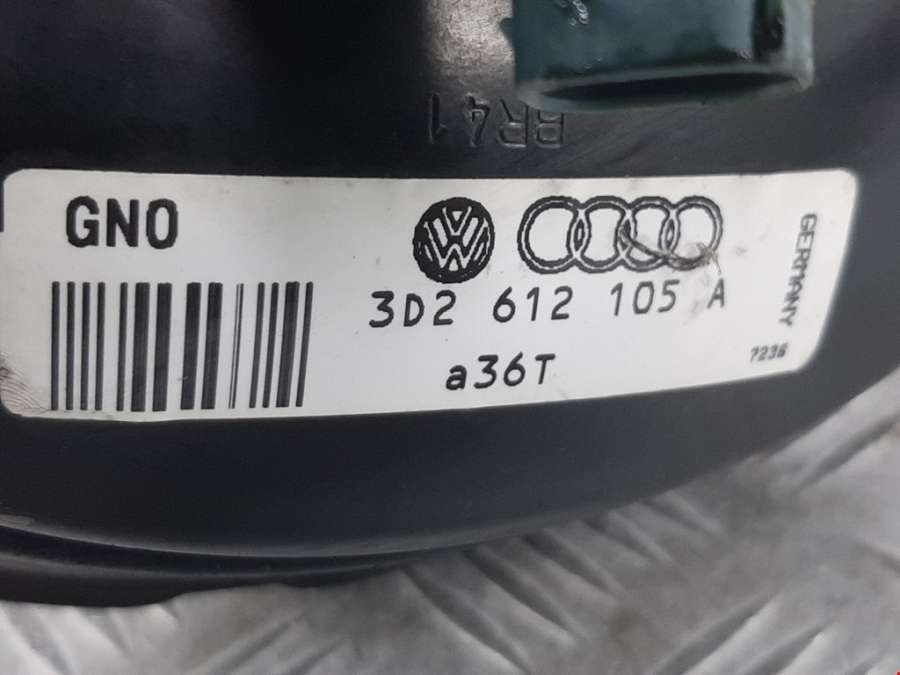 BR41
GNO
3D2 612 105 A
a36T
GERMANY
7236